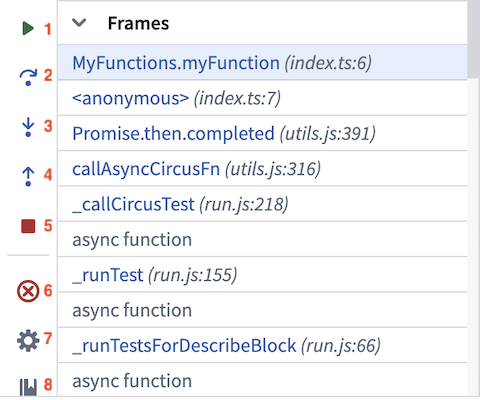 Frames
1
MyFunctions.myFunction (index.ts:6)
2
<anonymous> (index.ts:7)
3
Promise.then.completed (utils.js:391)
4
callAsyncCircusFn (utils.js:316)
_callCircusTest (run.js:218)
5
async function
_runTest (run.js:155)
6
async function
7
_runTestsForDescribeBlock (run.js:66)
8
async function